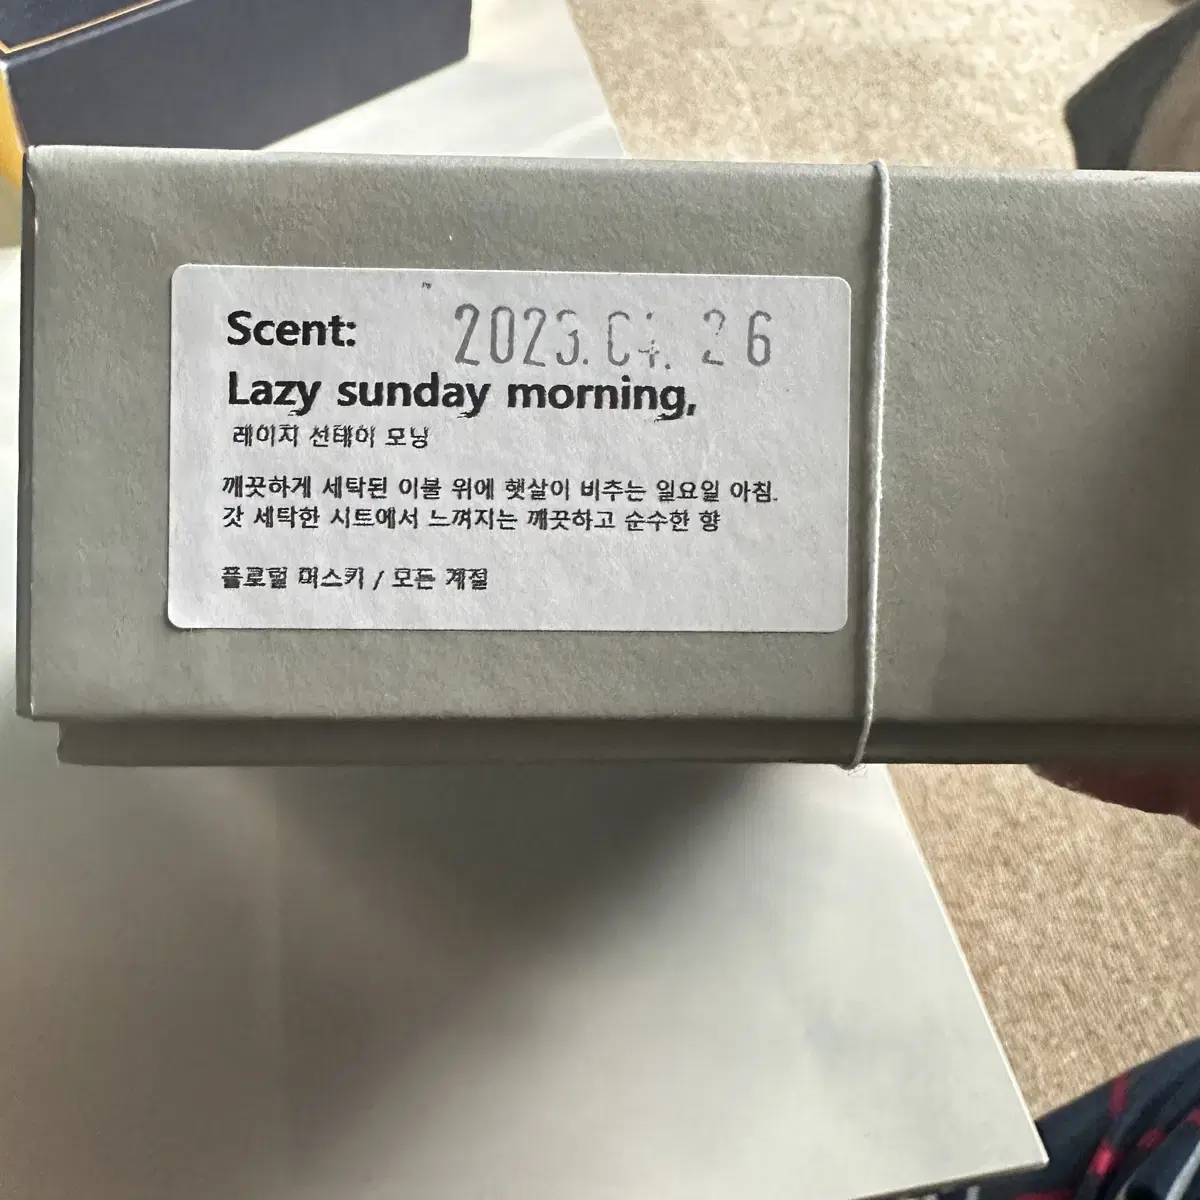 Scent: 2023.04.26
Lazy sunday morning,
레이지 선데이 모닝
깨끗하게 세탁된 이불 위에 햇살이 비추는 일요일 아침.
갓 세탁한 시트에서 느껴지는 깨끗하고 순수한 향
플로럴 머스키 / 모든 계절